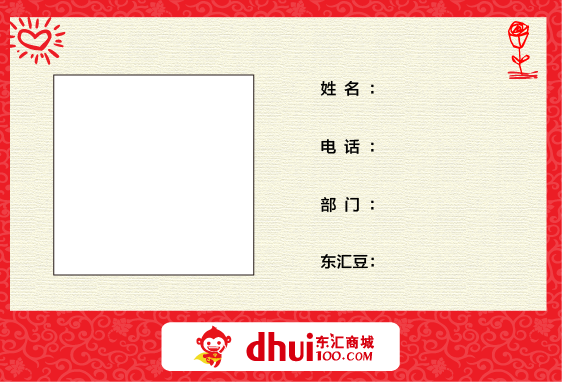 姓 名 ：
电 话 ：
部 门 ：
东汇豆：
dhui东汇商城
100.COM